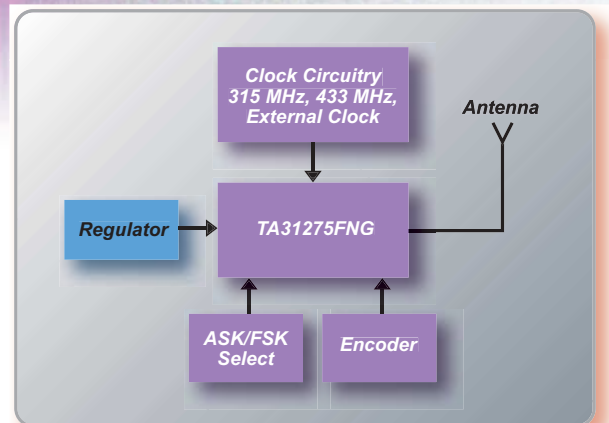 Clock Circuitry
315 MHz, 433 MHz,
External Clock
Antenna
Regulator
TA31275FNG
ASK/FSK
Select
Encoder